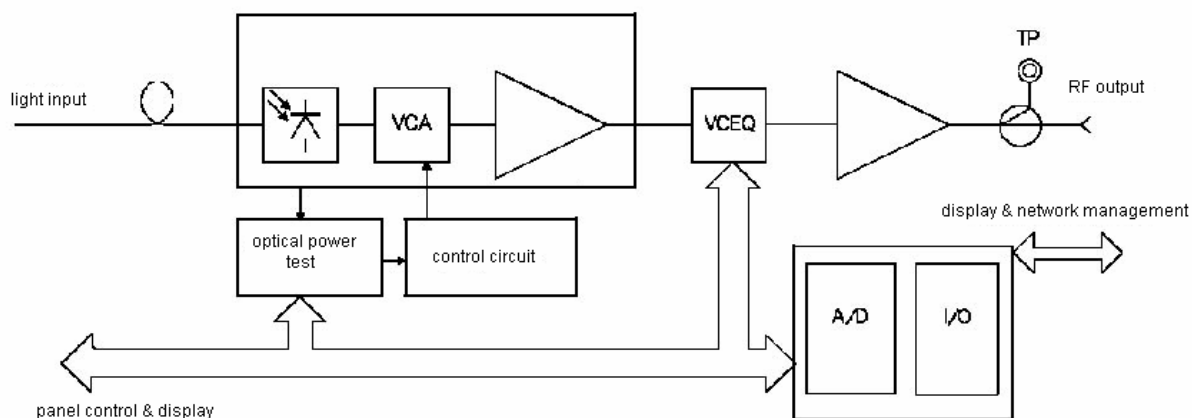 TP
light input
RF output
VCA
VCEQ
display & network management
optical power
test
control circuit
A/D
I/O
panel control & display